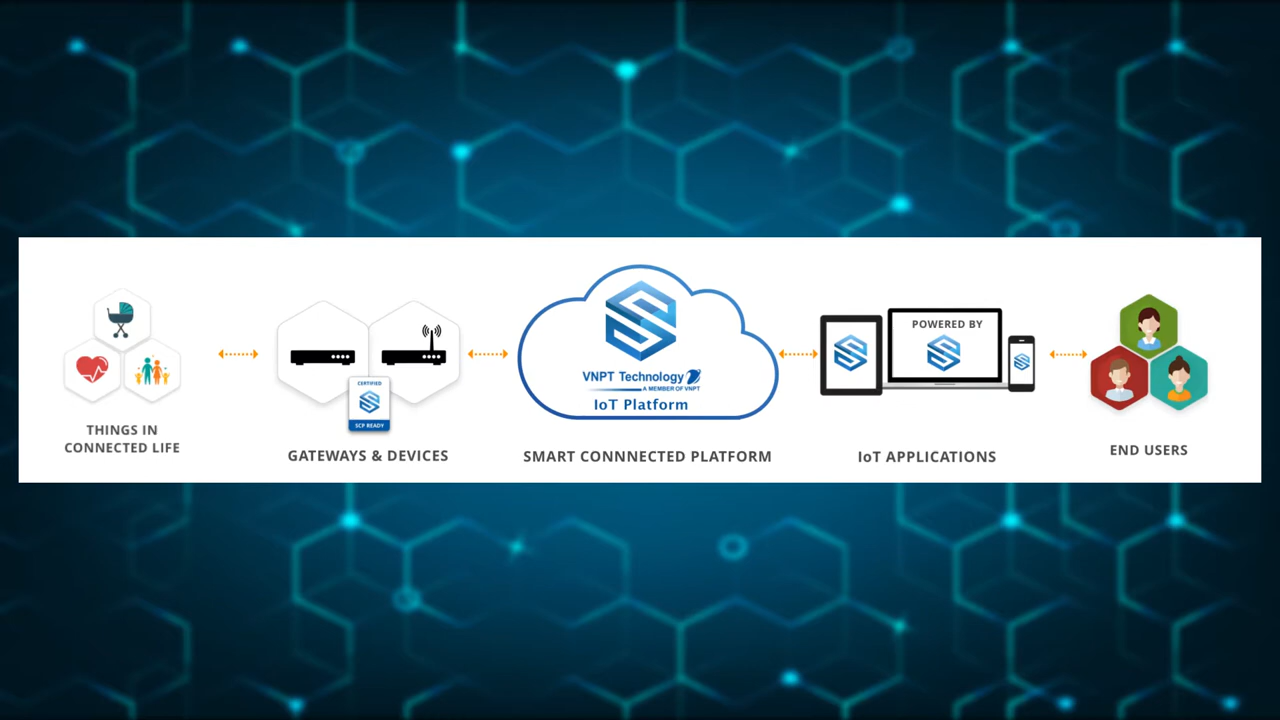 THINGS IN
CONNECTED LIFE
CERTIFIED
SCP READY
GATEWAYS & DEVICES
VNPT Technology
A MEMBER OF VNPT
IoT Platform
SMART CONNNECTED PLATFORM
POWERED BY
IoT APPLICATIONS
END USERS